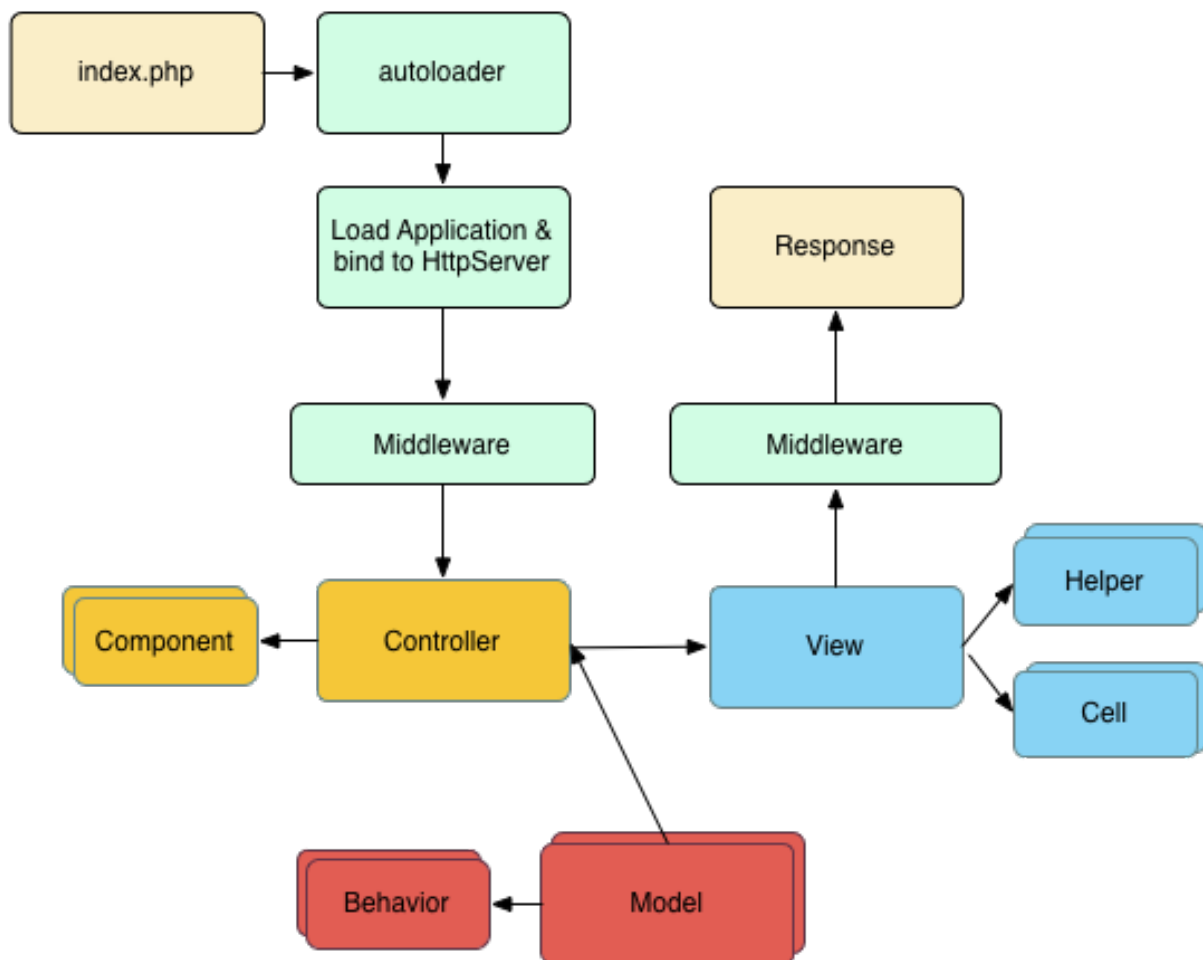 index.php
autoloader
Load Application &
bind to HttpServer
Response
Middleware
Middleware
Component
Controller
View
Helper
Cell
Behavior
Model